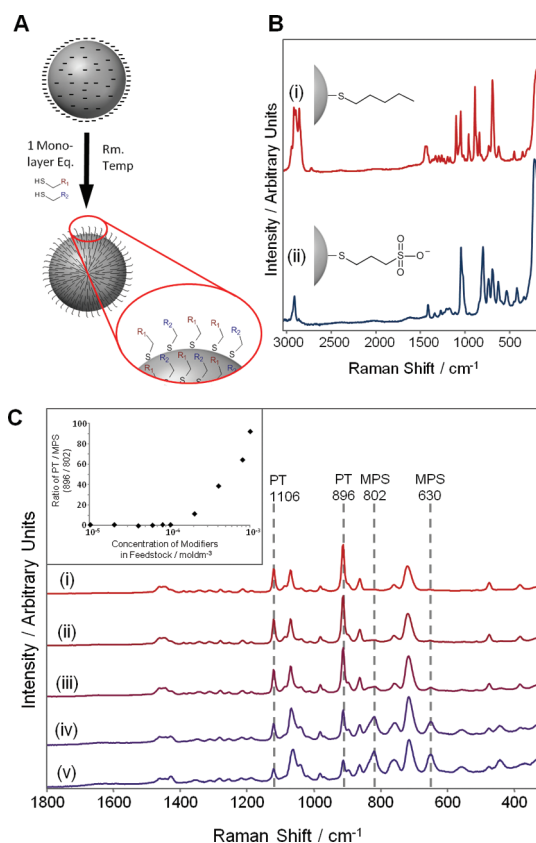 A
1 Mono-
layer Eq.
Rm.
Temp
HS
R1
HS
R2
R1
R2
R1
R1
R2
S
S
S
S
S
R1
R2
R1
R2
R1
S
S
S
B
Intensity / Arbitrary Units
(i)
S
(ii)
S
O
S
O
O−
3000 2500 2000 1500 1000 500 0
Raman Shift / cm-1
C
Ratio of PT / MPS
(896 / 802)
100
80
60
40
20
0
10-5 10-4 10-3
Concentration of Modifiers
in Feedstock / moldm-3
PT
1106
PT
896
MPS
802
MPS
630
Intensity / Arbitrary Units
(i)
(ii)
(iii)
(iv)
(v)
1800 1600 1400 1200 1000 800 600 400
Raman Shift / cm-1